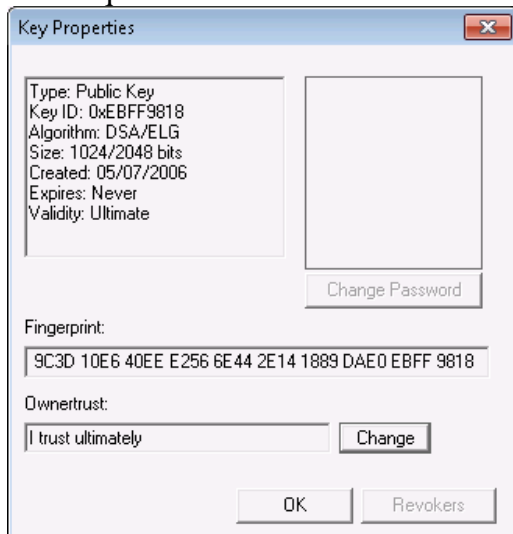 Key Properties
Type: Public Key
Key ID: 0xEBFF9818
Algorithm: DSA/ELG
Size: 1024/2048 bits
Created: 05/07/2006
Expires: Never
Validity: Ultimate
Change Password
Fingerprint:
9C3D 10E6 40EE E256 6E44 2E14 1889 DAE0 EBFF 9818
Ownertrust:
I trust ultimately
Change
OK
Revokers